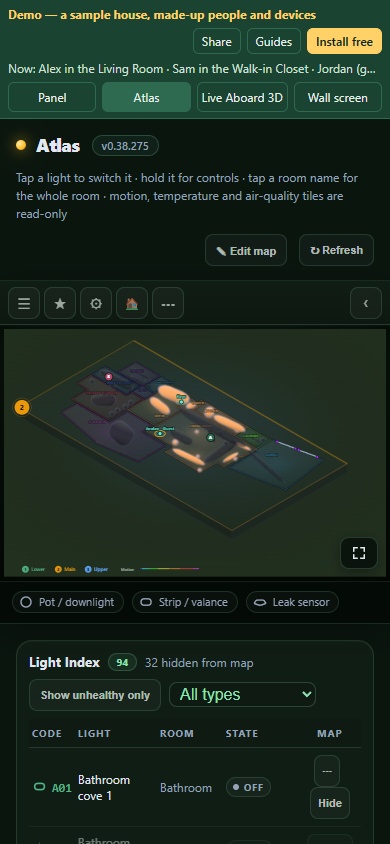 Demo — a sample house, made-up people and devices
Share
Guides
Install free
Now: Alex in the Living Room · Sam in the Walk-in Closet · Jordan (g...
Panel
Atlas
Live Aboard 3D
Wall screen
Atlas
v0.38.275
Tap a light to switch it · hold it for controls · tap a room name for
the whole room · motion, temperature and air-quality tiles are
read-only
✎ Edit map
↻ Refresh
---
2
1 Lower
2 Main
3 Upper
Motion
Pot / downlight
Strip / valance
Leak sensor
Light Index
94
32 hidden from map
Show unhealthy only
All types
CODE
LIGHT
ROOM
STATE
MAP
A01
Bathroom
cove 1
Bathroom
OFF
---
Hide
Bathroom